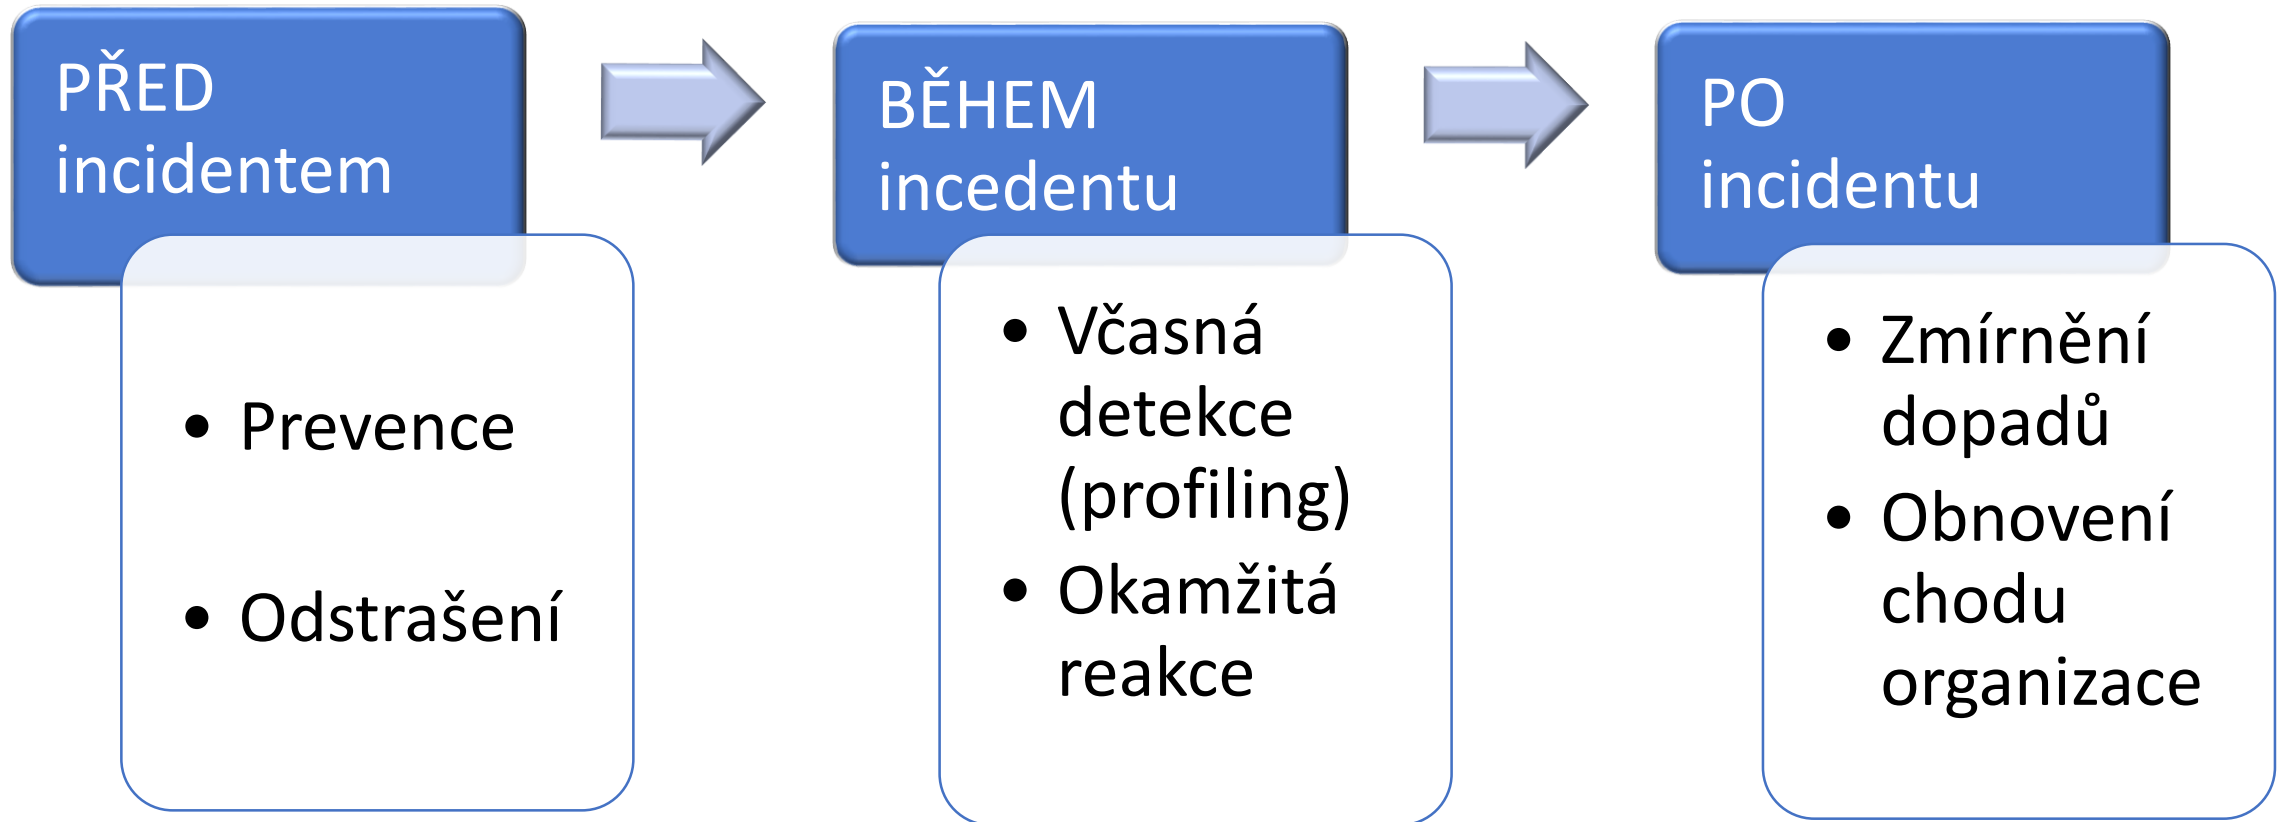 PŘED
incidentem
• Prevence
• Odstrašení
BĚHEM
incedentu
• Včasná
detekce
(profiling)
• Okamžitá
reakce
PO
incidentu
• Zmírnění
dopadů
• Obnovení
chodu
organizace